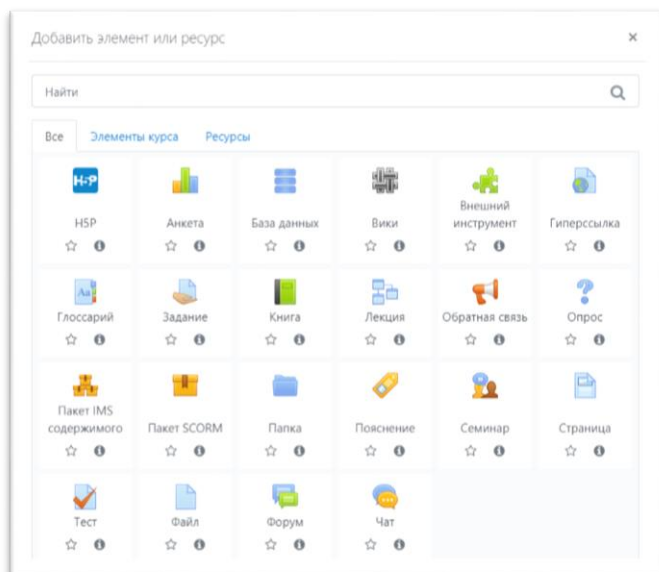 Добавить элемент или ресурс ×
Найти
Все Элементы курса Ресурсы
H5P
H5P Анкета База данных Вики Внешний инструмент Гиперссылка
Aa
Глоссарий Задание Книга Лекция Обратная связь Опрос
Пакет IMS содержимого Пакет SCORM Папка Пояснение Семинар Страница
Тест Файл Форум Чат